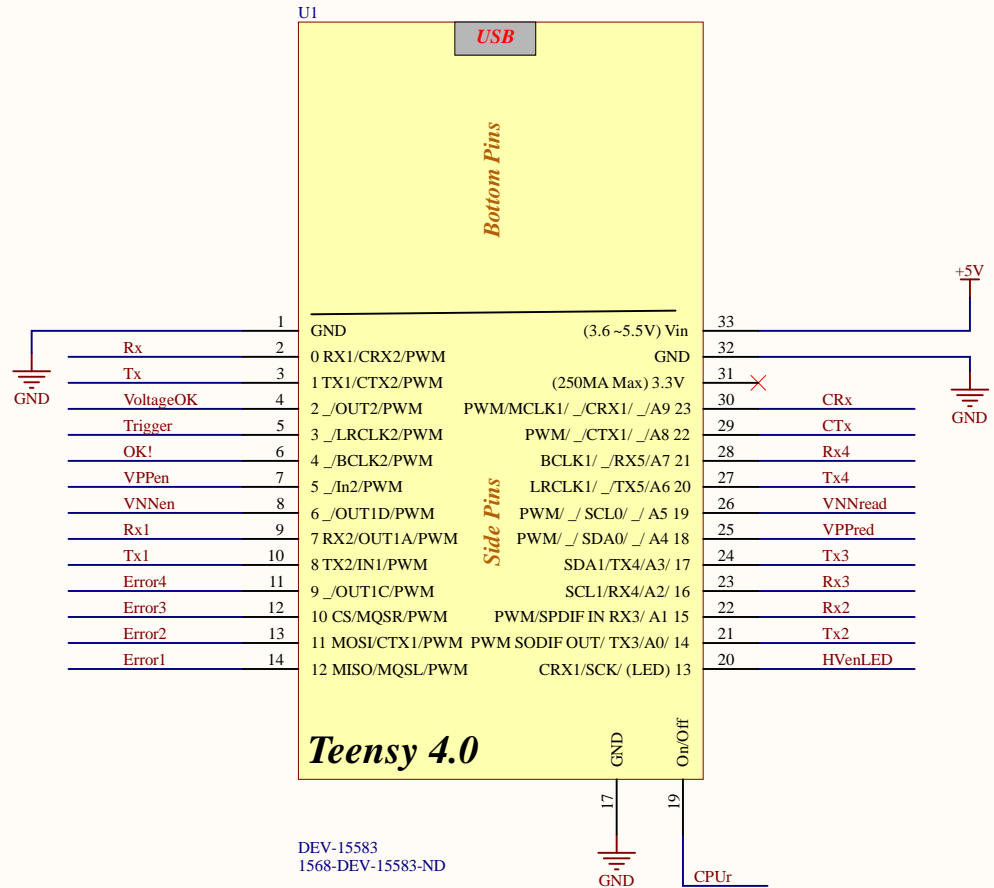 U1
USB
Bottom Pins
+5V
1 GND (3.6 ~5.5V) Vin 33
Rx 2 0 RX1/CRX2/PWM GND 32
Tx 3 1 TX1/CTX2/PWM (250MA Max) 3.3V 31
GND VoltageOK 4 2 _/OUT2/PWM PWM/MCLK1/ _/CRX1/ _/A9 23 30 CRx
Trigger 5 3 _/LRCLK2/PWM PWM/ _/CTX1/ _/A8 22 29 CTx GND
OK! 6 4 _/BCLK2/PWM BCLK1/ _/RX5/A7 21 28 Rx4
VPPen 7 5 _/In2/PWM LRCLK1/ _/TX5/A6 20 27 Tx4
VNNen 8 6 _/OUT1D/PWM PWM/ _/ SCL0/ _/ A5 19 26 VNNread
Rx1 9 7 RX2/OUT1A/PWM PWM/ _/ SDA0/ _/ A4 18 25 VPPred
Side Pins
Tx1 10 8 TX2/IN1/PWM SDA1/TX4/A3/ 17 24 Tx3
Error4 11 9 _/OUT1C/PWM SCL1/RX4/A2/ 16 23 Rx3
Error3 12 10 CS/MQSR/PWM PWM/SPDIF IN RX3/ A1 15 22 Rx2
Error2 13 11 MOSI/CTX1/PWM PWM SODIF OUT/ TX3/A0/ 14 21 Tx2
Error1 14 12 MISO/MQSL/PWM CRX1/SCK/ (LED) 13 20 HVenLED
Teensy 4.0 GND On/Off
17 19
DEV-15583
1568-DEV-15583-ND
GND CPUr